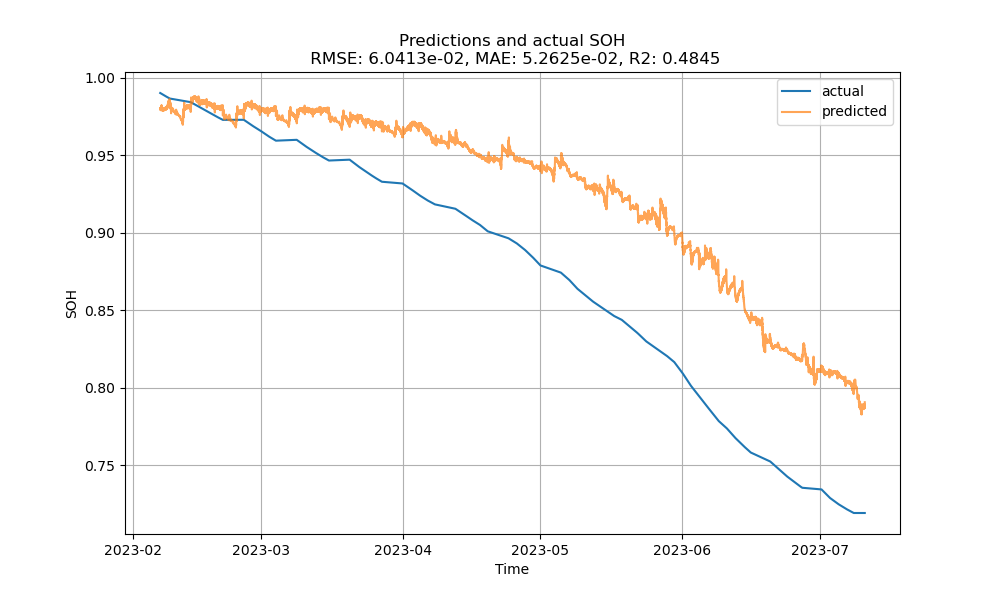 Predictions and actual SOH
RMSE: 6.0413e-02, MAE: 5.2625e-02, R2: 0.4845
actual
predicted
1.00
0.95
0.90
0.85
0.80
0.75
SOH
2023-02 2023-03 2023-04 2023-05 2023-06 2023-07
Time